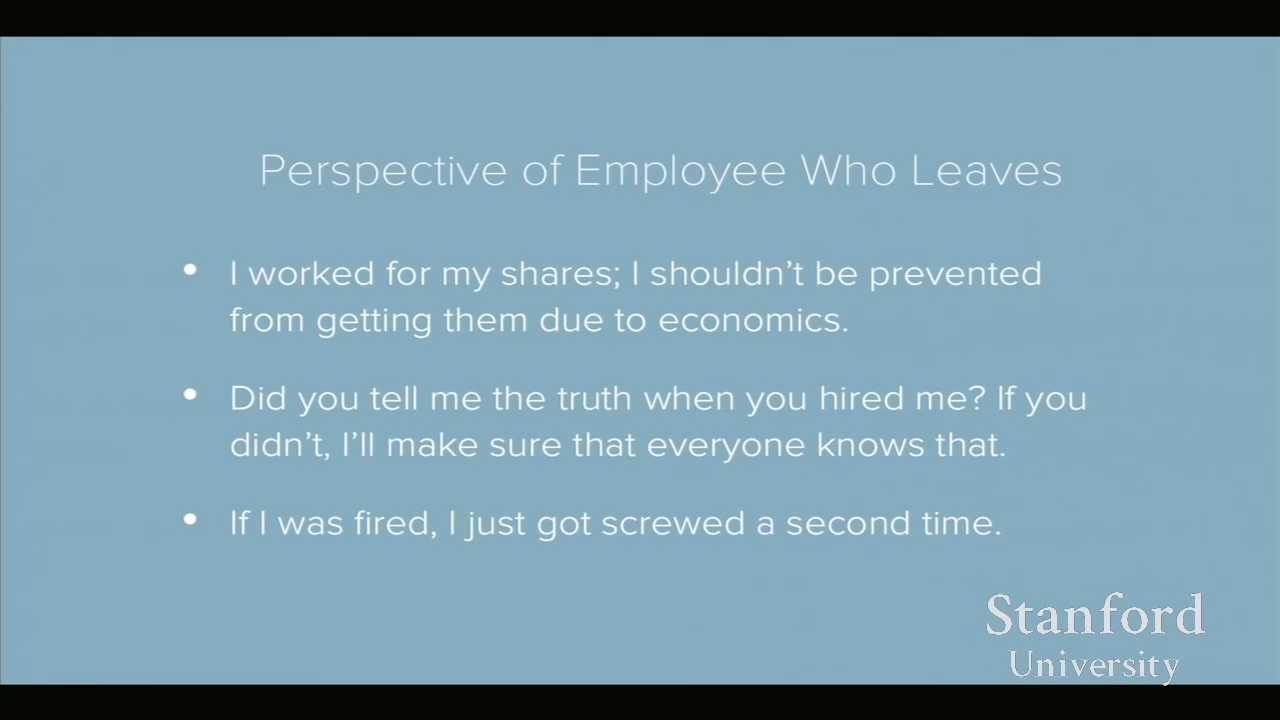 Perspective of Employee Who Leaves
• I worked for my shares; I shouldn’t be prevented
from getting them due to economics.
• Did you tell me the truth when you hired me? If you
didn’t, I’ll make sure that everyone knows that.
• If I was fired, I just got screwed a second time.
Stanford
University